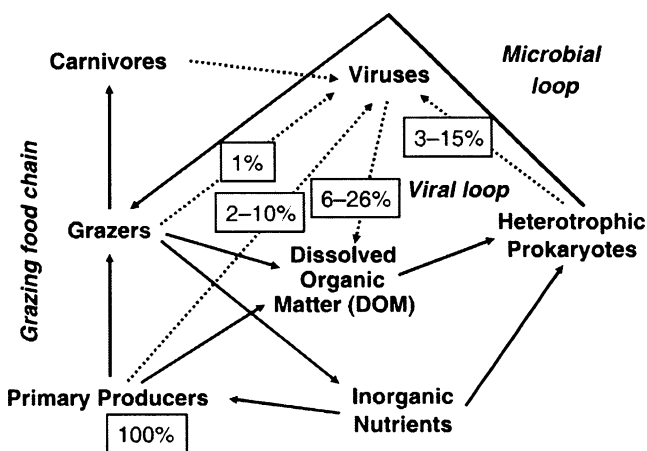 Carnivores
Viruses
Microbial
loop
3–15%
1%
2–10%
6–26%
Viral loop
Grazing food chain
Grazers
Heterotrophic
Prokaryotes
Dissolved
Organic
Matter (DOM)
Primary Producers
100%
Inorganic
Nutrients